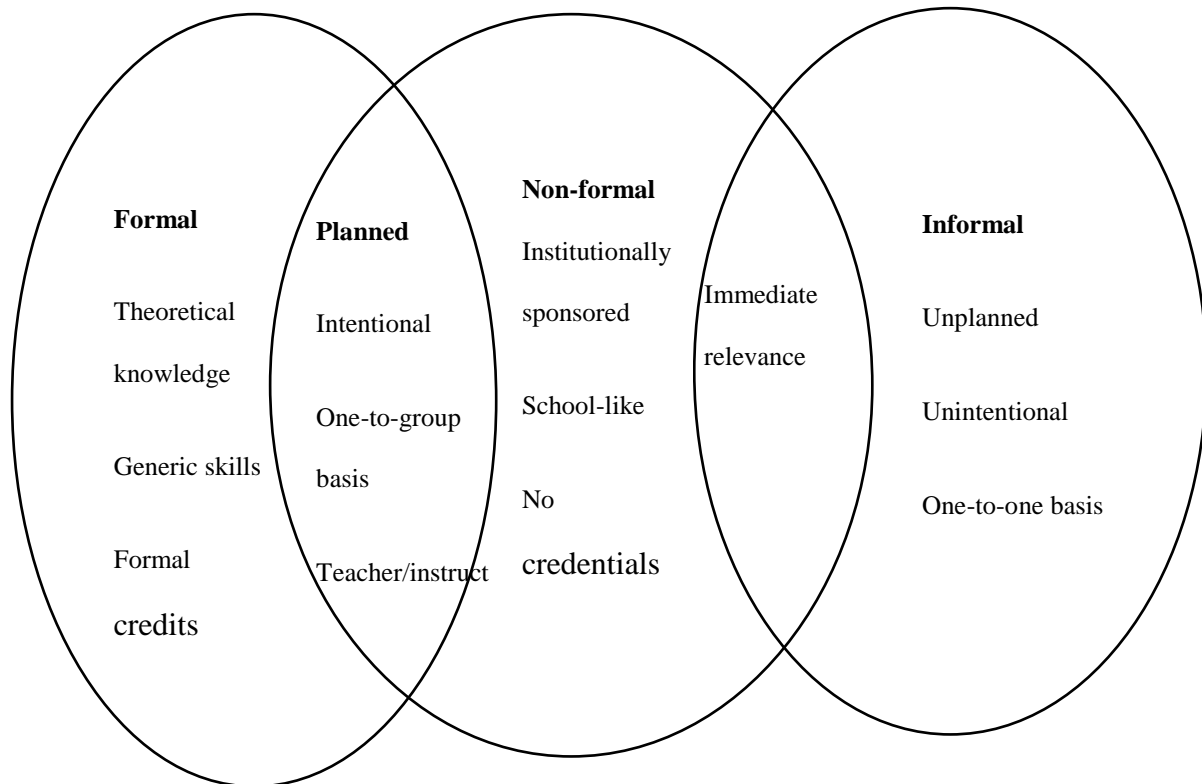 Formal
Theoretical
knowledge
Generic skills
Formal
credits
Planned
Intentional
One-to-group
basis
Teacher/instruct
Non-formal
Institutionally
sponsored
School-like
No
credentials
Immediate
relevance
Informal
Unplanned
Unintentional
One-to-one basis